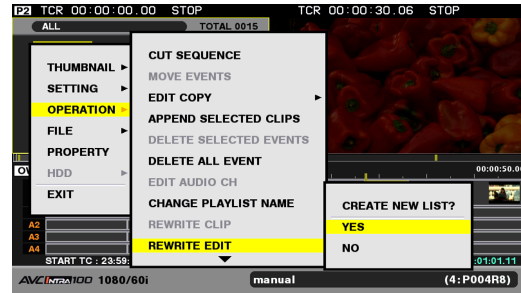 P2 TCR 00:00:00.00 STOP TCR 00:00:30.06 STOP
ALL TOTAL 0015
THUMBNAIL
SETTING
OPERATION
FILE
PROPERTY
HDD
EXIT
CUT SEQUENCE
MOVE EVENTS
EDIT COPY
APPEND SELECTED CLIPS
DELETE SELECTED EVENTS
DELETE ALL EVENT
EDIT AUDIO CH
CHANGE PLAYLIST NAME
REWRITE CLIP
REWRITE EDIT
CREATE NEW LIST?
YES
NO
00:00:50.0
OV
A2
A3
A4
START TC : 23:59: :01:01.11
AVC INTRA 100 1080/60i manual (4:P004R8)